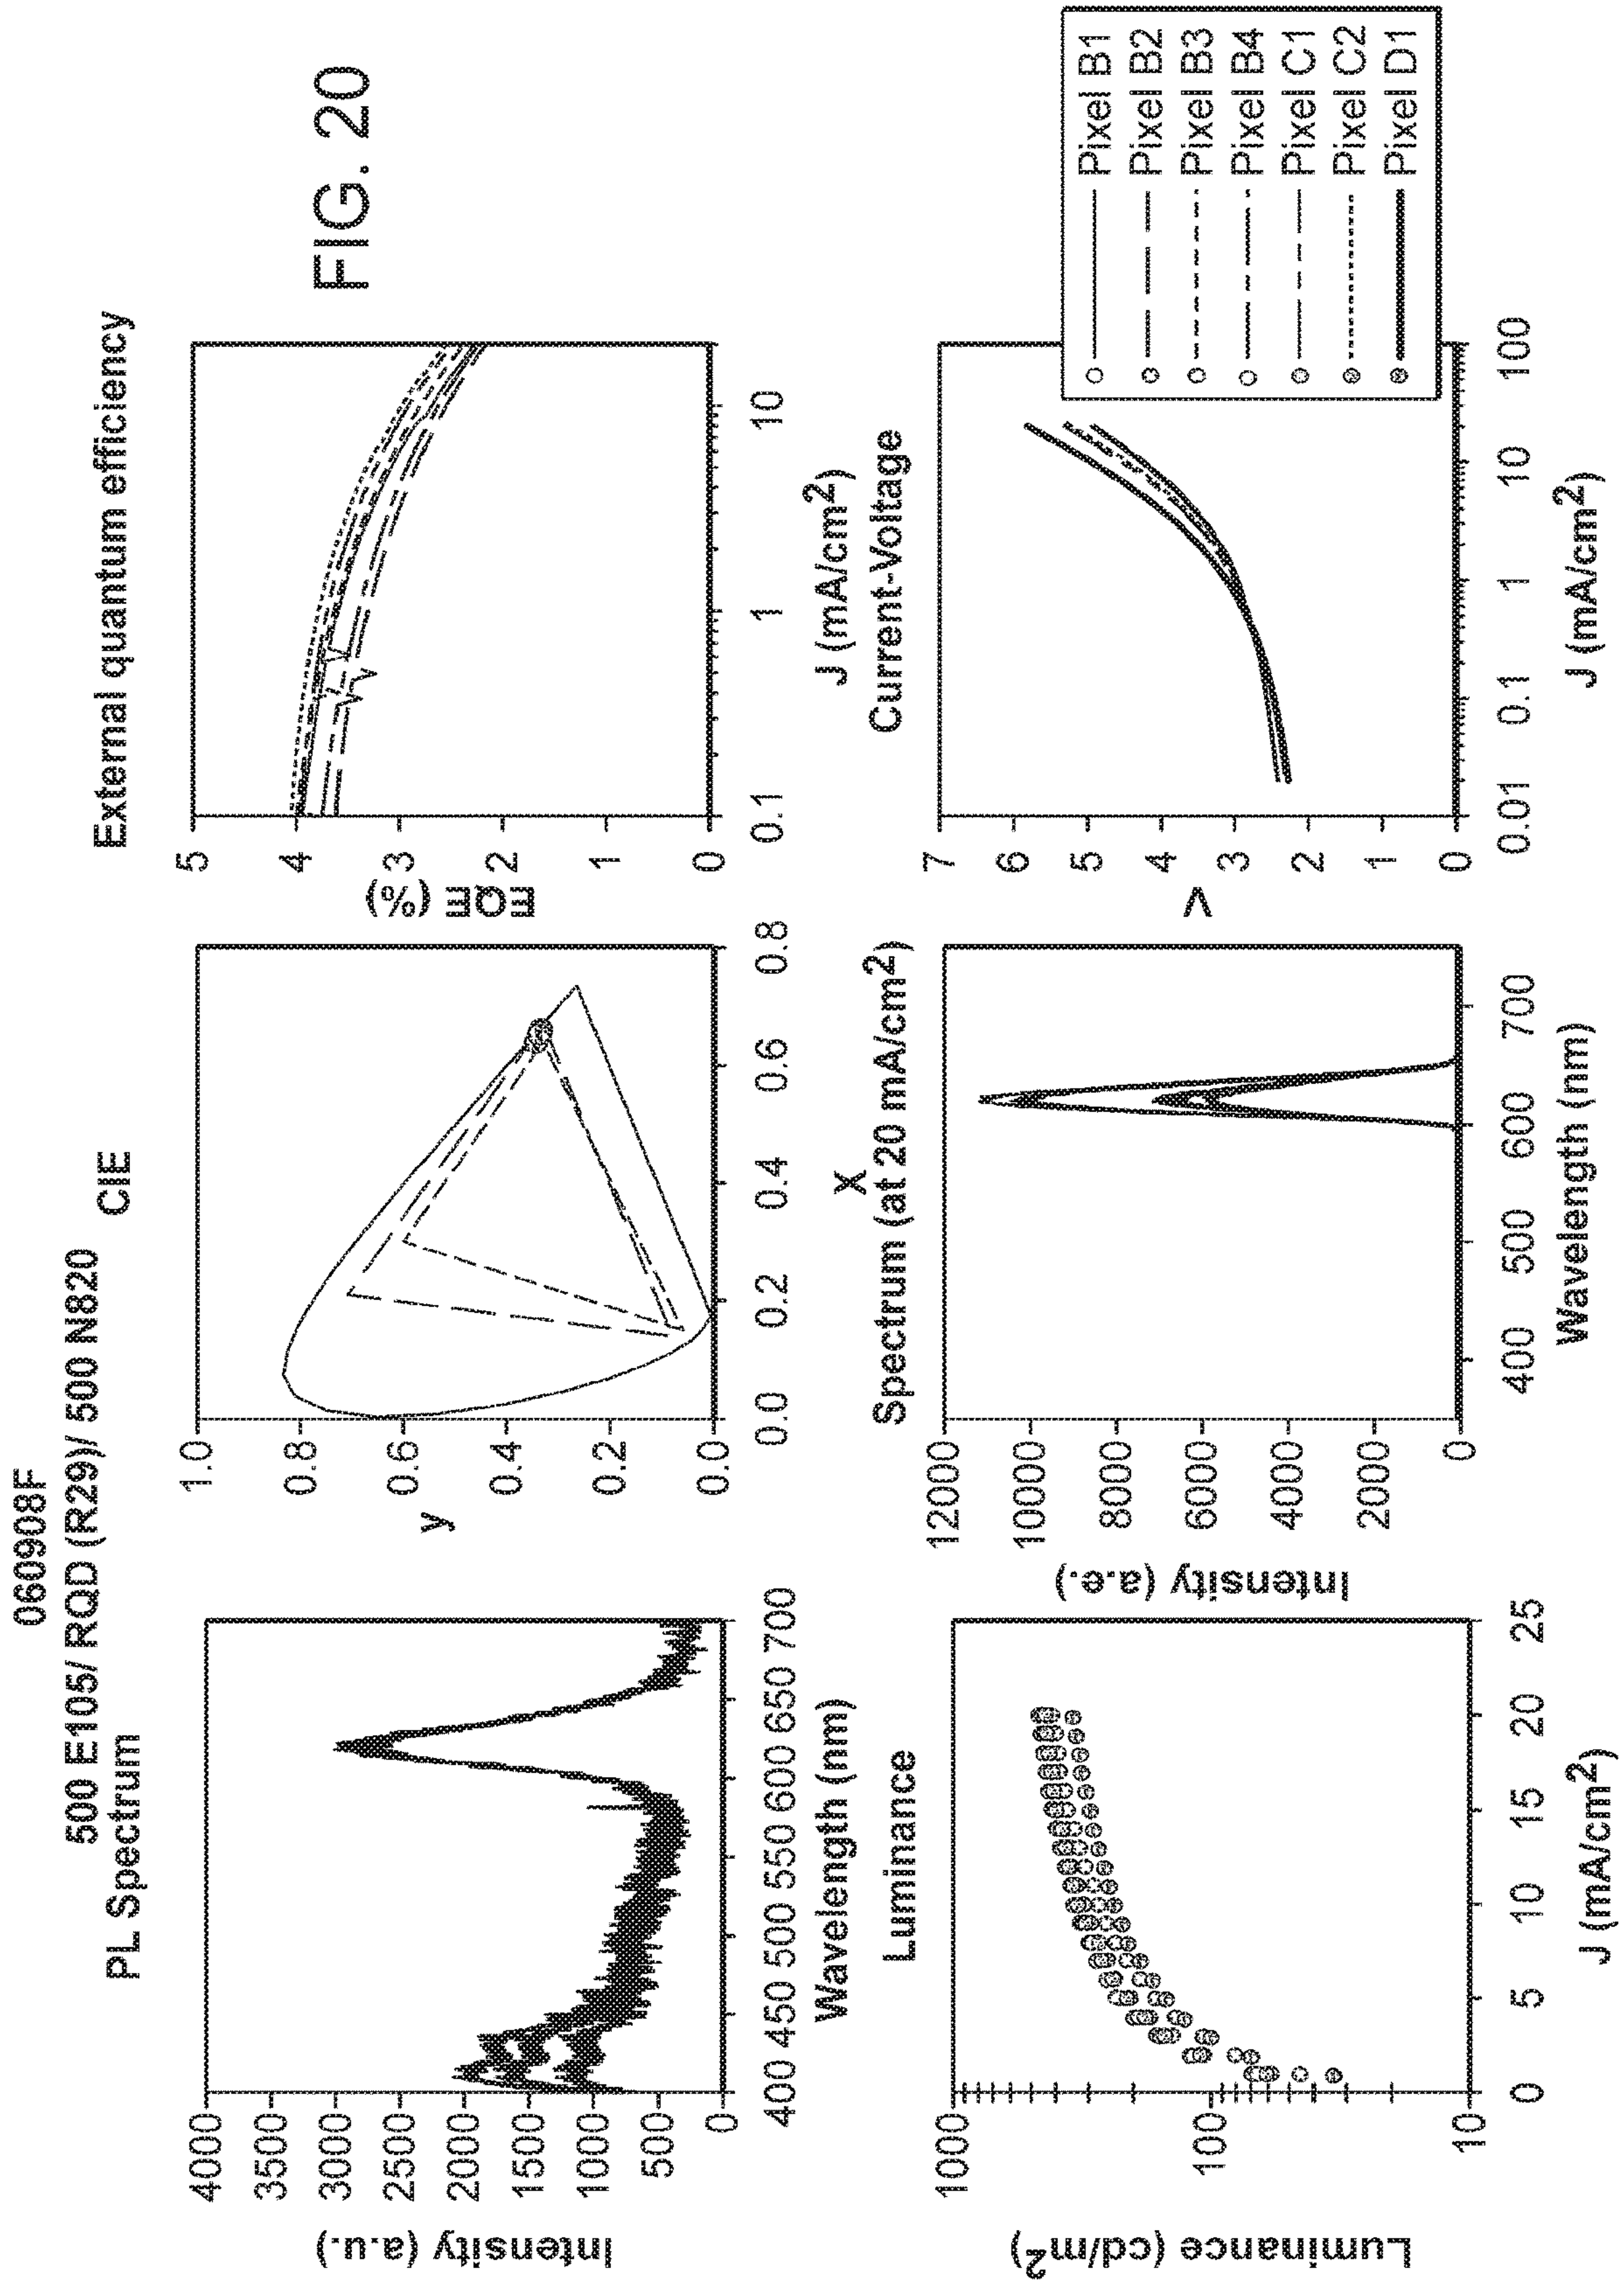 060908F
500 E105/ RQD (R29)/ 500 N820
FIG. 20
PL Spectrum
4000
3500
3000
2500
2000
1500
1000
500
0
Intensity (a.u.)
400 450 500 550 600 650 700
Wavelength (nm)
CIE
1.0
0.8
0.6
0.4
0.2
0.0
y
0.0 0.2 0.4 0.6 0.8
X
External quantum efficiency
5
4
3
2
1
0
EQE (%)
0.1 1 10
J (mA/cm2)
Luminance
1000
100
10
Luminance (cd/m2)
0 5 10 15 20 25
J (mA/cm2)
Spectrum (at 20 mA/cm2)
12000
10000
8000
6000
4000
2000
0
Intensity (a.e.)
400 500 600 700
Wavelength (nm)
Current-Voltage
7
6
5
4
3
2
1
0
V
0.01 0.1 1 10 100
J (mA/cm2)
Pixel B1
Pixel B2
Pixel B3
Pixel B4
Pixel C1
Pixel C2
Pixel D1